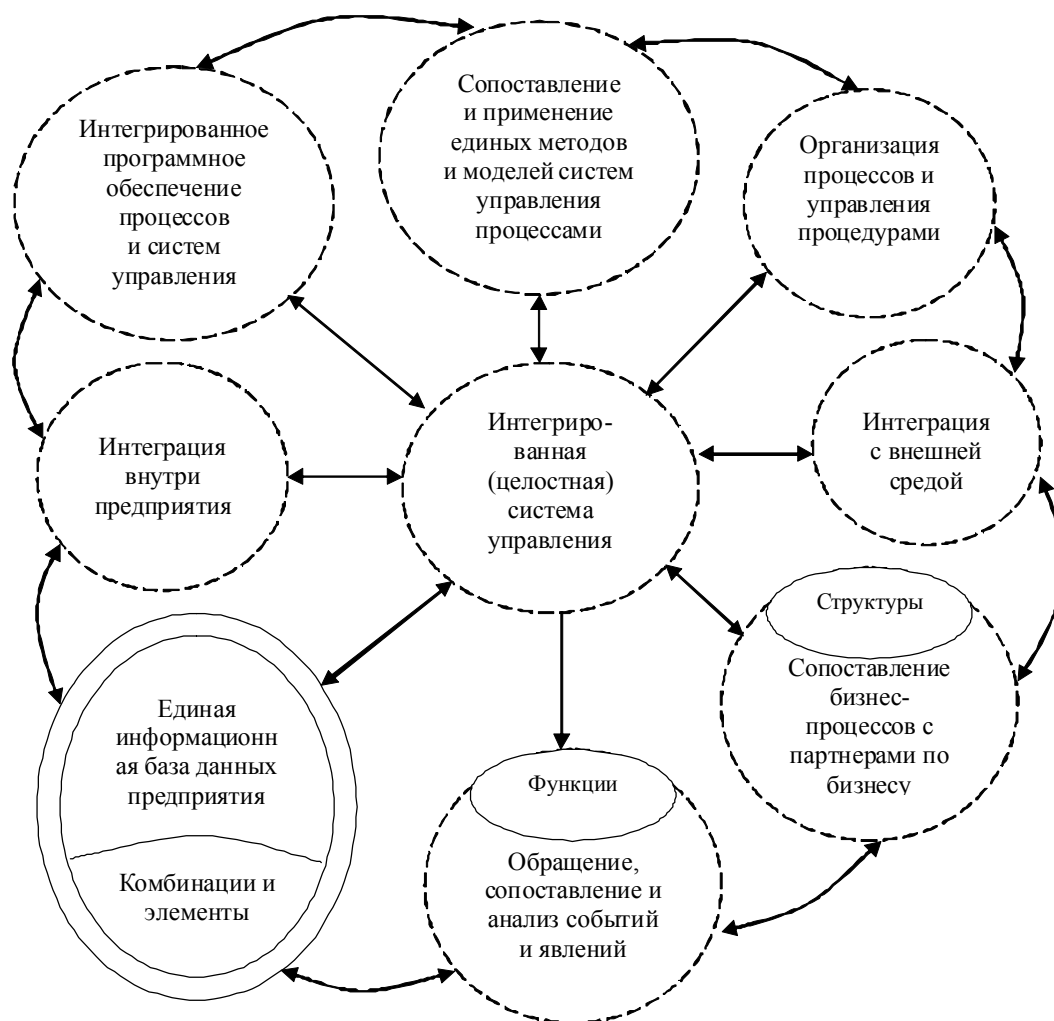 Интегрированное
программное
обеспечение
процессов
и систем
управления
Сопоставление
и применение
единых методов
и моделей систем
управления
процессами
Организация
процессов и
управления
процедурами
Интеграция
внутри
предприятия
Интегриро-
ванная
(целостная)
система
управления
Интеграция
с внешней
средой
Структуры
Сопоставление
бизнес-
процессов с
партнерами по
бизнесу
Единая
информационн
ая база данных
предприятия
Комбинации и
элементы
Функции
Обращение,
сопоставление и
анализ событий
и явлений